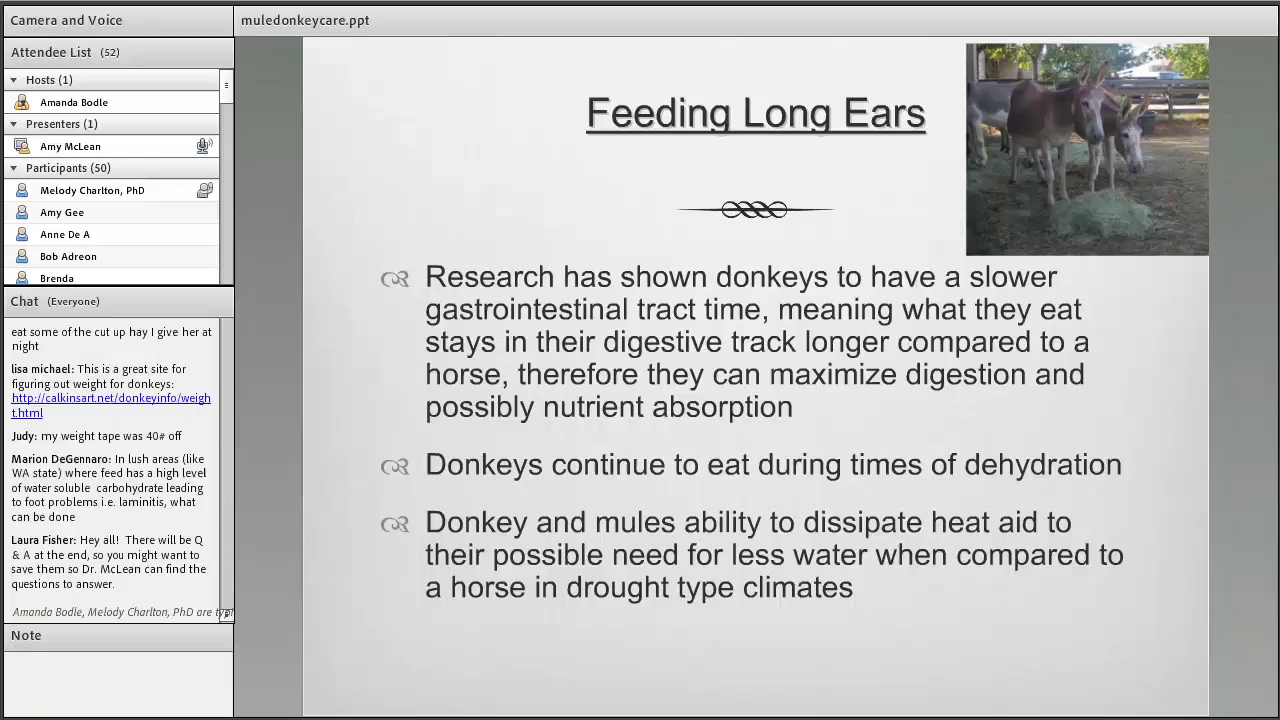 Camera and Voice
muledonkeycare.ppt
Attendee List (52)
Hosts (1)
Amanda Bodle
Presenters (1)
Amy McLean
Participants (50)
Melody Charlton, PhD
Amy Gee
Anne De A
Bob Adreon
Brenda
Chat (Everyone)
eat some of the cut up hay I give her at
night
lisa michael: This is a great site for
figuring out weight for donkeys:
http://calkinsart.net/donkeyinfo/weigh
t.html
Judy: my weight tape was 40# off
Marion DeGennaro: In lush areas (like
WA state) where feed has a high level
of water soluble carbohydrate leading
to foot problems i.e. laminitis, what
can be done
Laura Fisher: Hey all! There will be Q
& A at the end, so you might want to
save them so Dr. McLean can find the
questions to answer.
Amanda Bodle, Melody Charlton, PhD are
Note
Feeding Long Ears
Research has shown donkeys to have a slower
gastrointestinal tract time, meaning what they eat
stays in their digestive track longer compared to a
horse, therefore they can maximize digestion and
possibly nutrient absorption
Donkeys continue to eat during times of dehydration
Donkey and mules ability to dissipate heat aid to
their possible need for less water when compared to
a horse in drought type climates